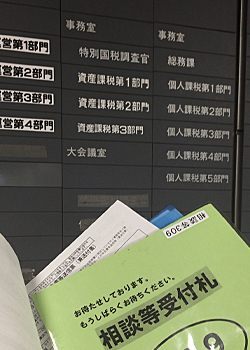 事務室
特別国税調査官
資産課税第1部門
資産課税第2部門
資産課税第3部門
大会議室
事務室
総務課
個人課税第1部門
個人課税第2部門
個人課税第3部門
個人課税第4部門
個人課税第5部門
営第1部門
営第2部門
営第3部門
営第4部門
相談等309
お待たせしております。
もうしばらくお待ちください。
相談等受付札